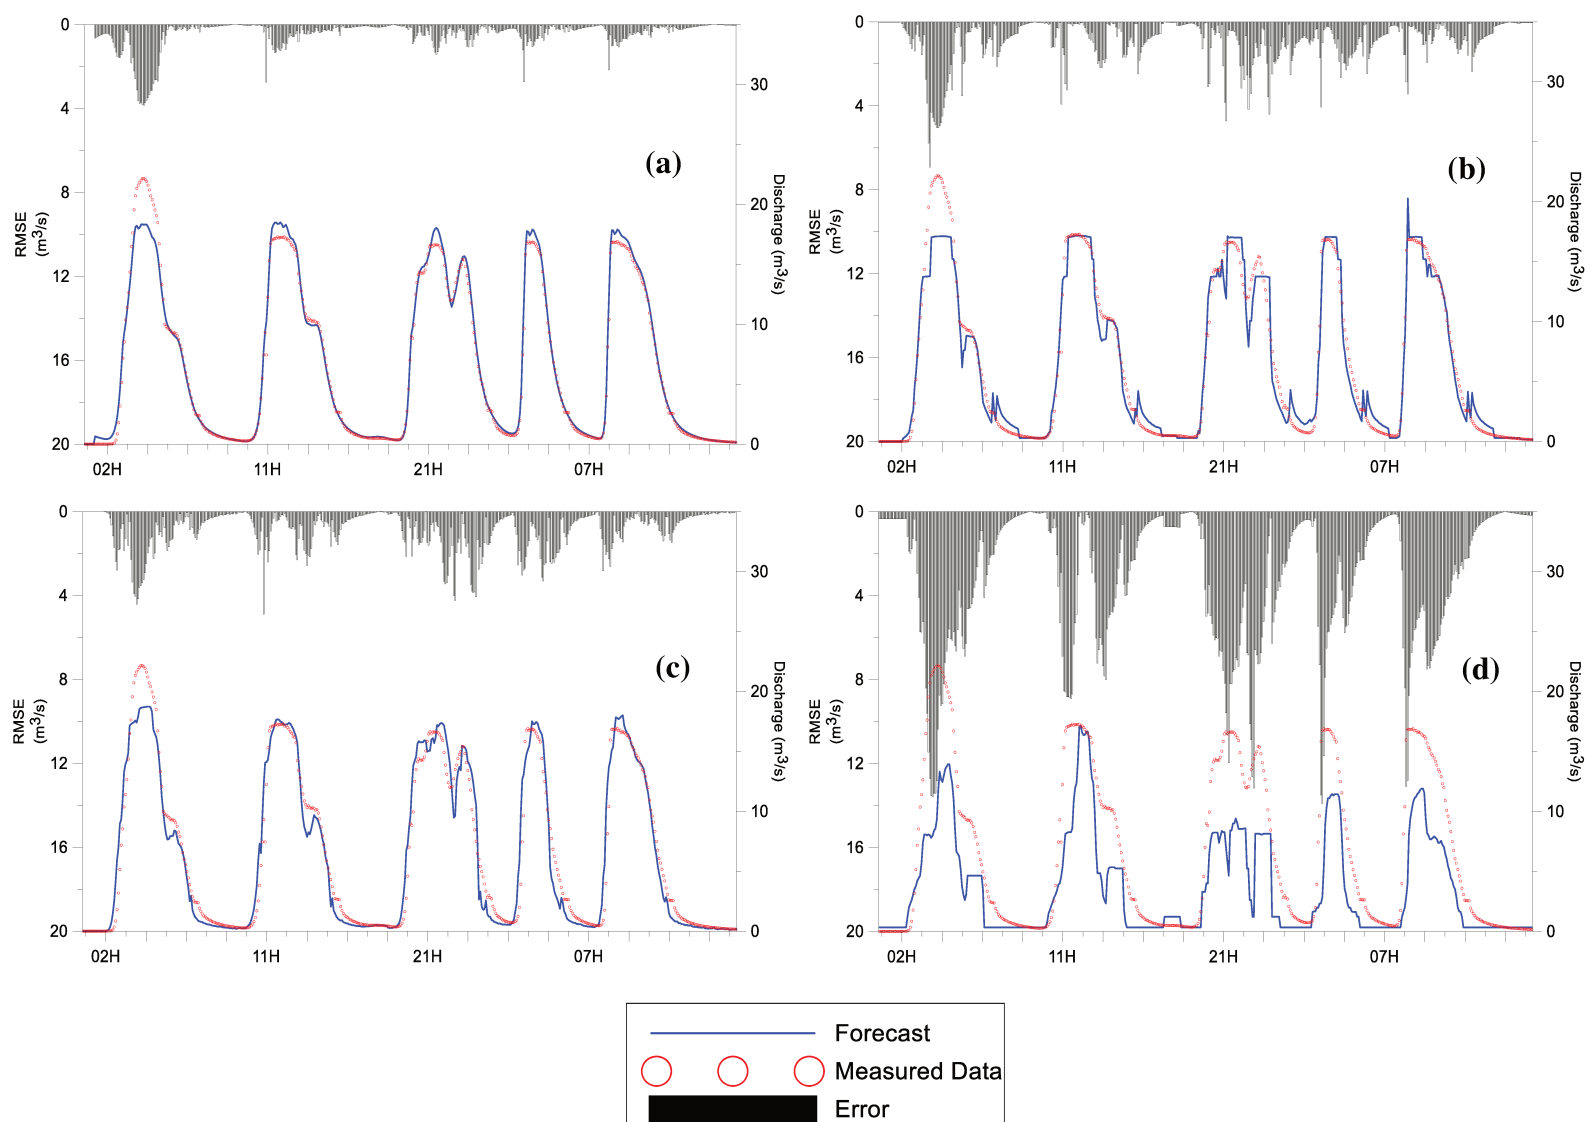 0
4
8
12
16
20
RMSE
(m³/s)
30
20
10
0
Discharge (m³/s)
(a)
02H
11H
21H
07H
0
4
8
12
16
20
RMSE
(m³/s)
30
20
10
0
Discharge (m³/s)
(b)
02H
11H
21H
07H
0
4
8
12
16
20
RMSE
(m³/s)
30
20
10
0
Discharge (m³/s)
(c)
02H
11H
21H
07H
0
4
8
12
16
20
RMSE
(m³/s)
30
20
10
0
Discharge (m³/s)
(d)
02H
11H
21H
07H
Forecast
Measured Data
Error